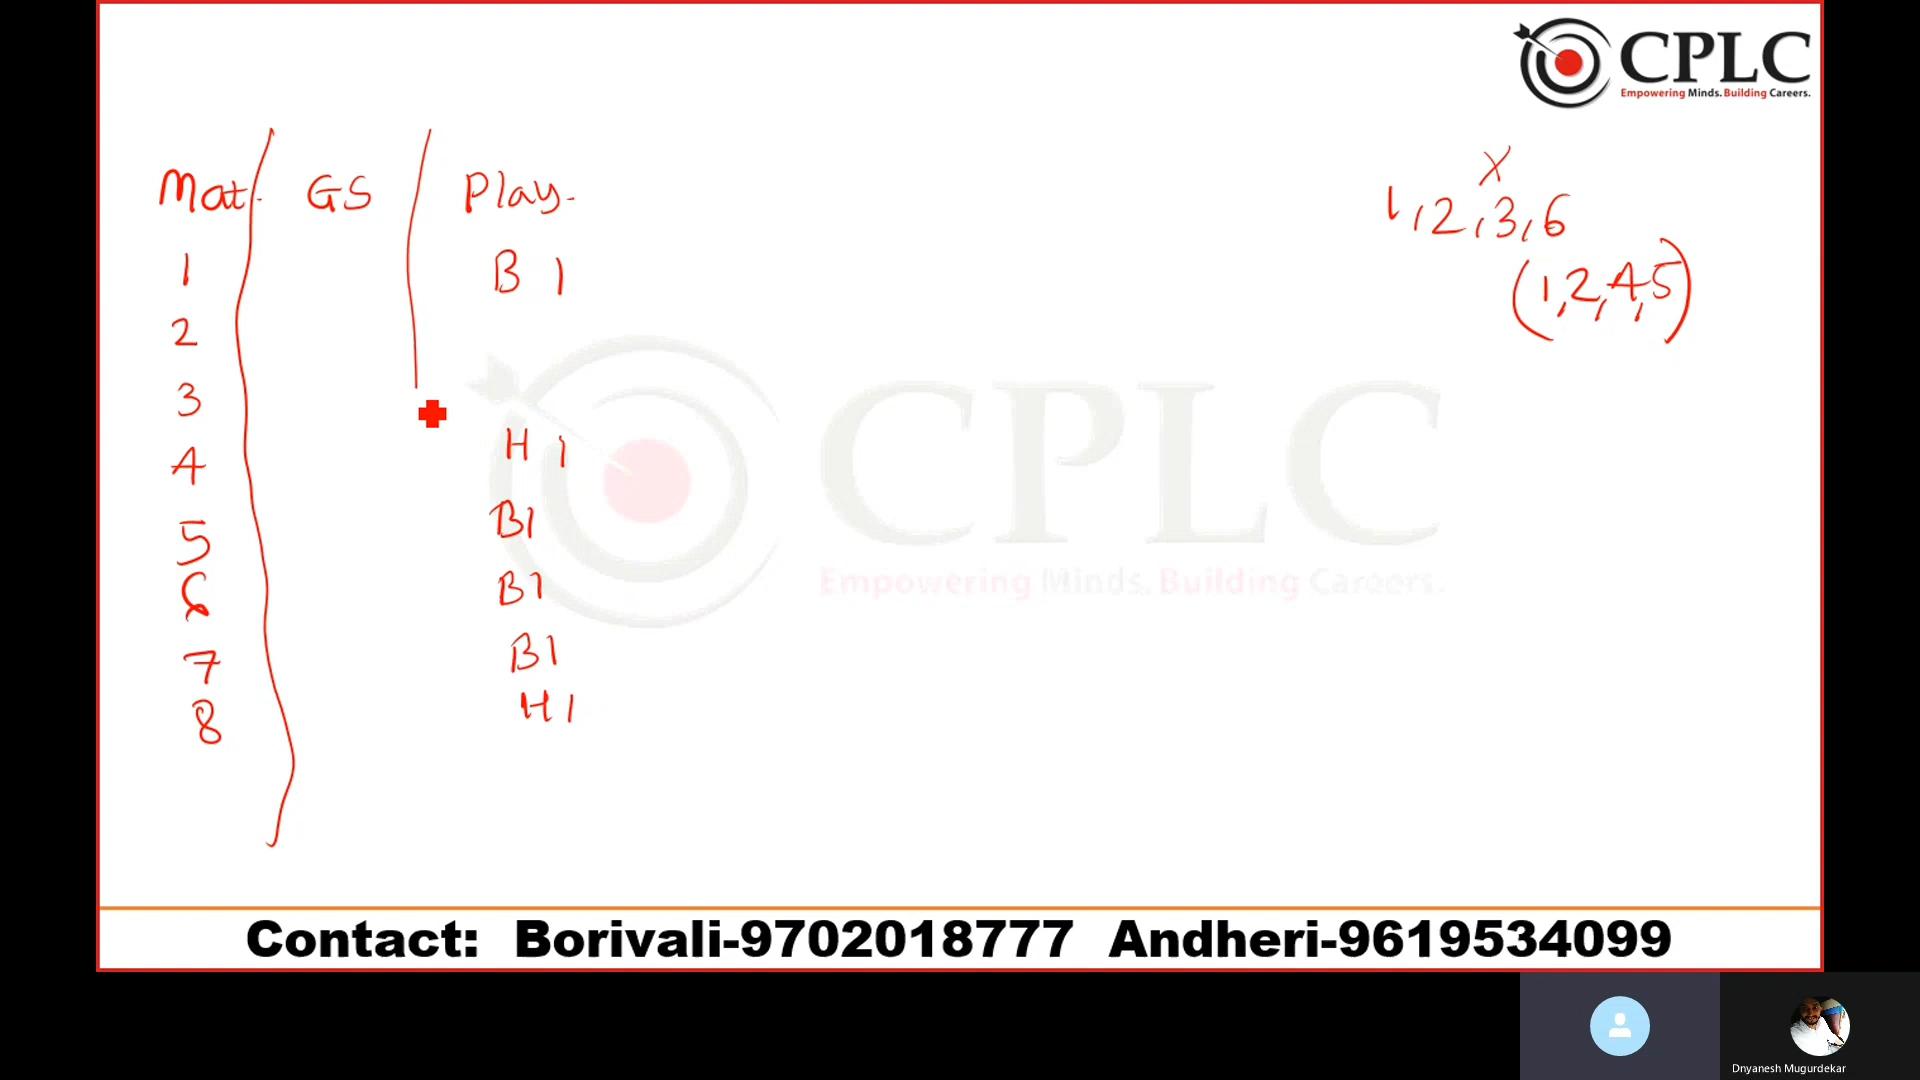 CPLC
Empowering Minds. Building Careers.
X
1, 2, 3, 6
(1, 2, 4, 5)
Mat. GS Play.
1 B 1
2
3
4 H 1
5 B1
6 B1
7 B1
8 H 1
CPLC
Empowering Minds. Building Careers.
Contact: Borivali-9702018777 Andheri-9619534099
Dnyanesh Mugurdekar